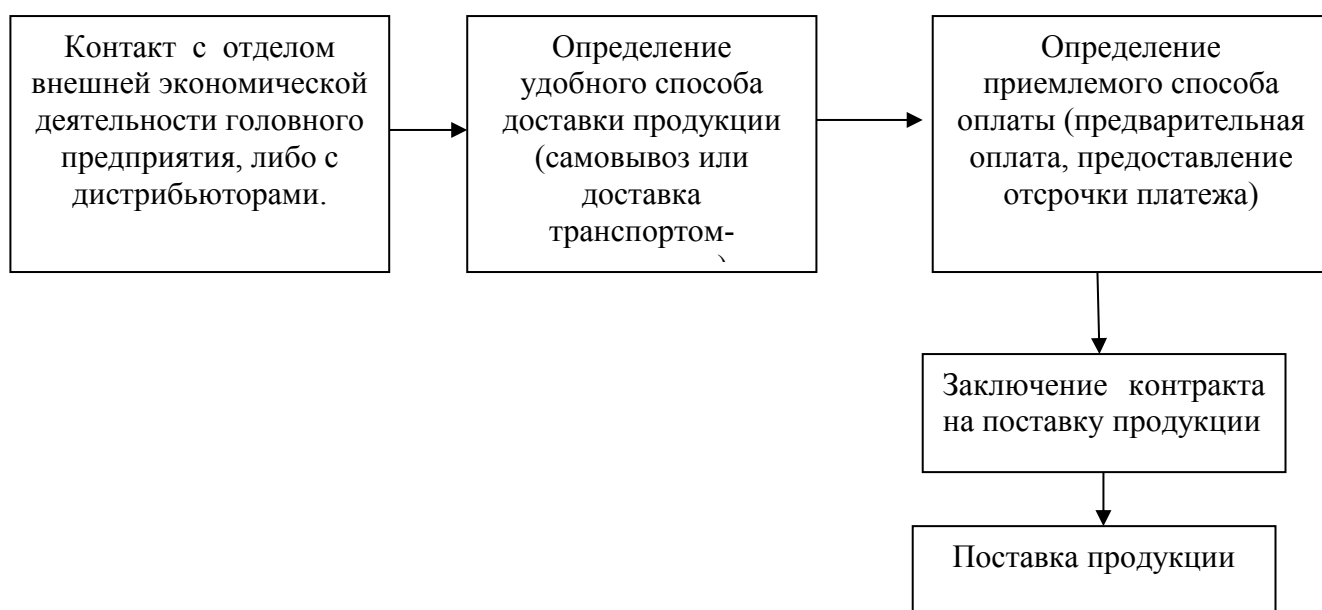 Контакт с отделом
внешней экономической
деятельности головного
предприятия, либо с
дистрибьюторами.
Определение
удобного способа
доставки продукции
(самовывоз или
доставка
транспортом-
Определение
приемлемого способа
оплаты (предварительная
оплата, предоставление
отсрочки платежа)
Заключение контракта
на поставку продукции
Поставка продукции